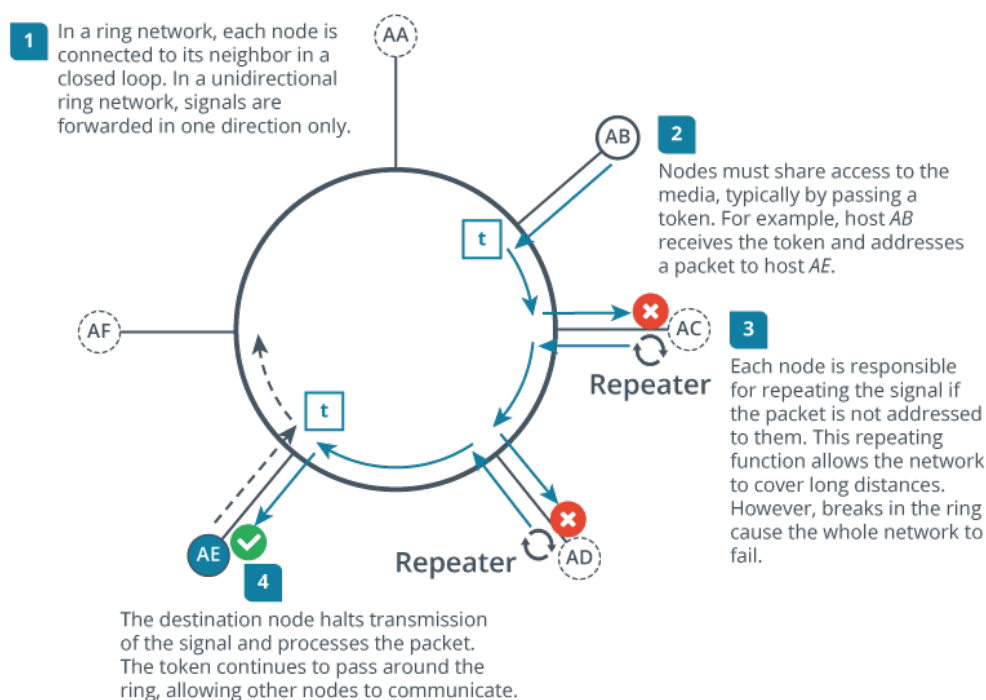 1
In a ring network, each node is
connected to its neighbor in a
closed loop. In a unidirectional
ring network, signals are
forwarded in one direction only.
AA
AB
2
Nodes must share access to the
media, typically by passing a
token. For example, host AB
receives the token and addresses
a packet to host AE.
t
AF
AC
3
Repeater
Each node is responsible
for repeating the signal if
the packet is not addressed
to them. This repeating
function allows the network
to cover long distances.
However, breaks in the ring
cause the whole network to
fail.
t
AE
Repeater
AD
4
The destination node halts transmission
of the signal and processes the packet.
The token continues to pass around the
ring, allowing other nodes to communicate.